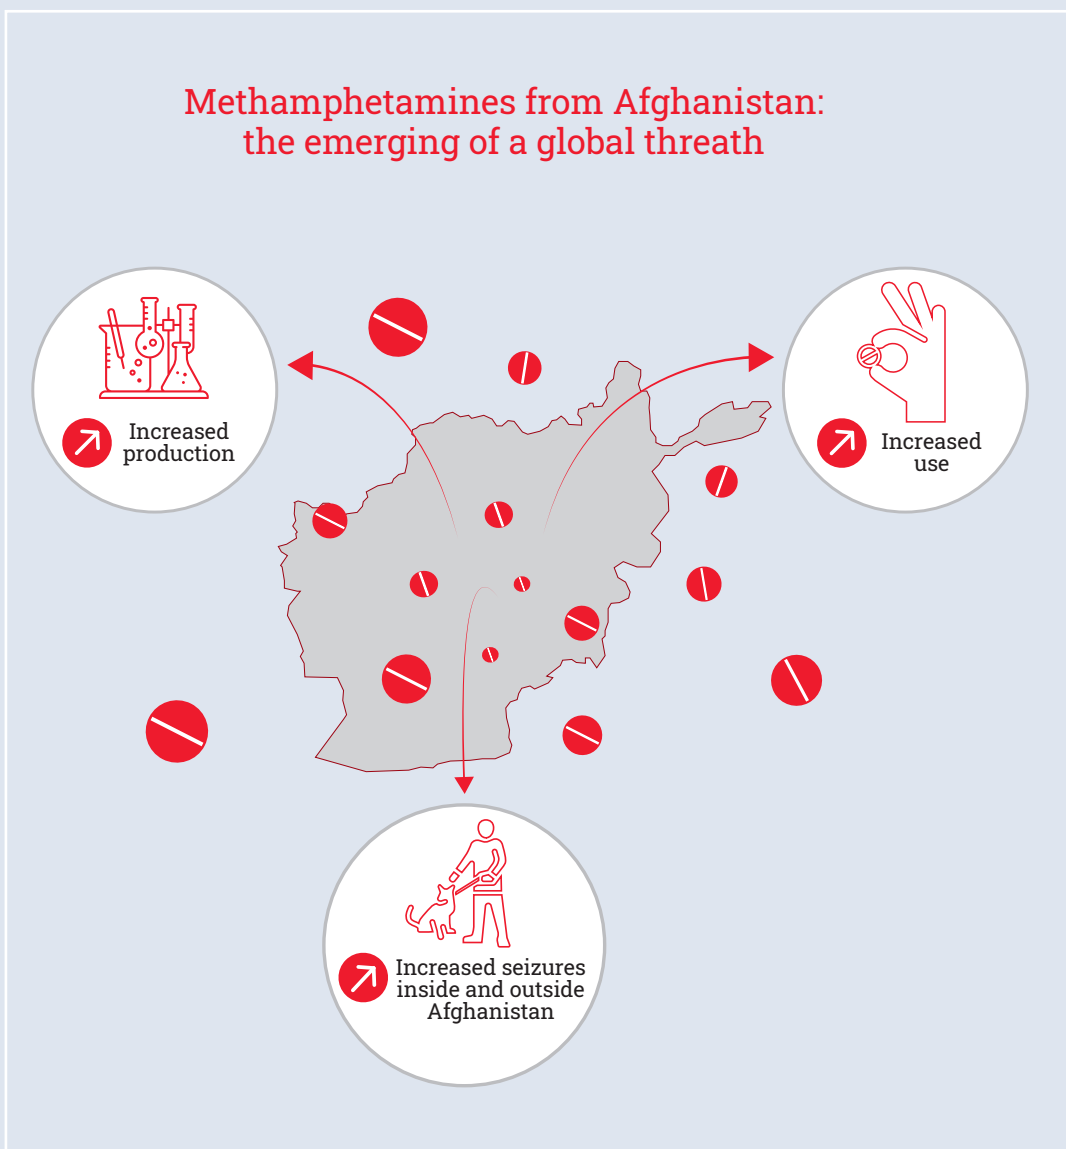 Methamphetamines from Afghanistan:
the emerging of a global threath
Increased
production
Increased
use
Increased seizures
inside and outside
Afghanistan